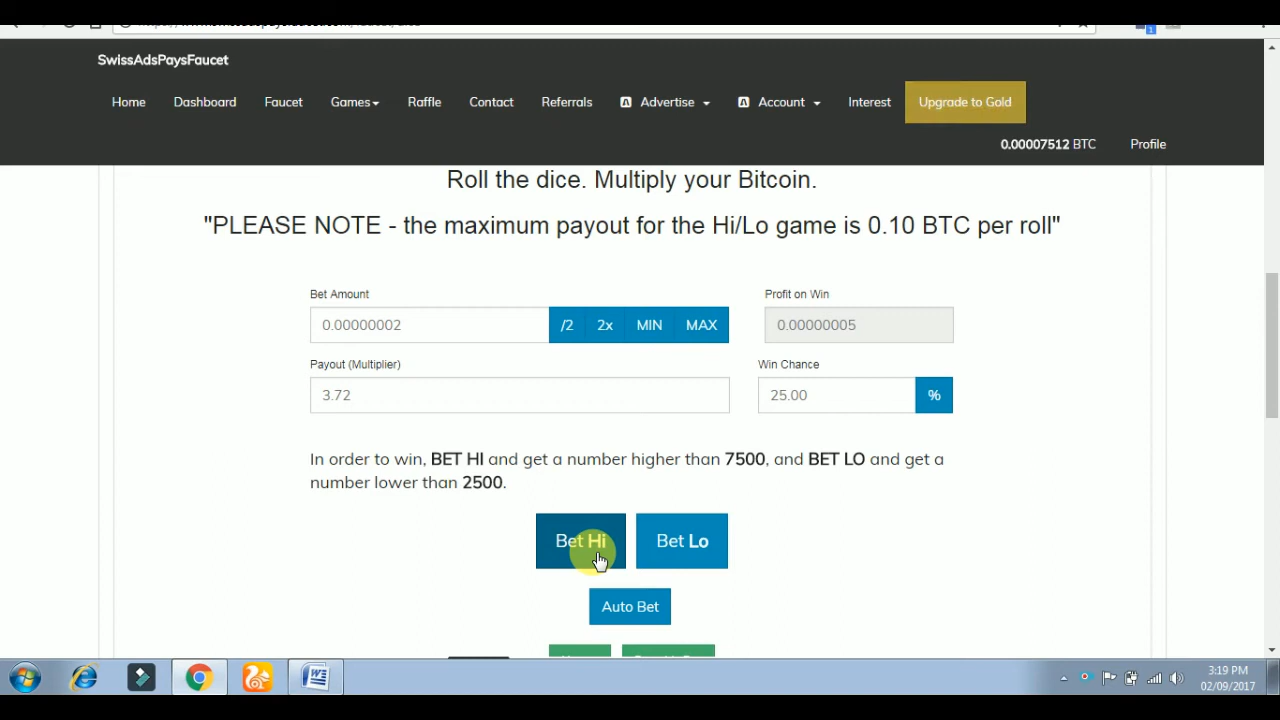 SwissAdsPaysFaucet
Home Dashboard Faucet Games Raffle Contact Referrals Advertise Account Interest Upgrade to Gold
0.00007512 BTC Profile
Roll the dice. Multiply your Bitcoin.
"PLEASE NOTE - the maximum payout for the Hi/Lo game is 0.10 BTC per roll"
Bet Amount Profit on Win
0.00000002 /2 2x MIN MAX 0.00000005
Payout (Multiplier) Win Chance
3.72 25.00 %
In order to win, BET HI and get a number higher than 7500, and BET LO and get a
number lower than 2500.
Bet Hi Bet Lo
Auto Bet
3:19 PM
02/09/2017